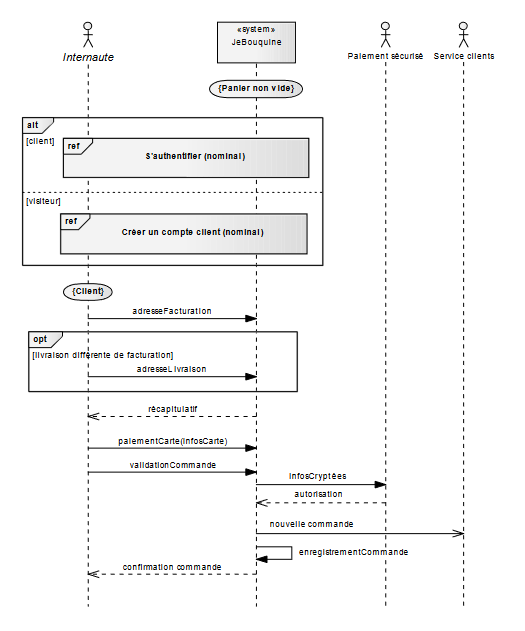 «system»
Internaute
JeBouquine
Paiement sécurisé
Service clients
{Panier non vide}
alt
[client]
ref
S'authentifier (nominal)
[visiteur]
ref
Créer un compte client (nominal)
{Client}
adresseFacturation
opt
[livraison différente de facturation]
adresseLivraison
récapitulatif
paiementCarte(infosCarte)
validationCommande
infosCryptées
autorisation
nouvelle commande
enregistrementCommande
confirmation commande